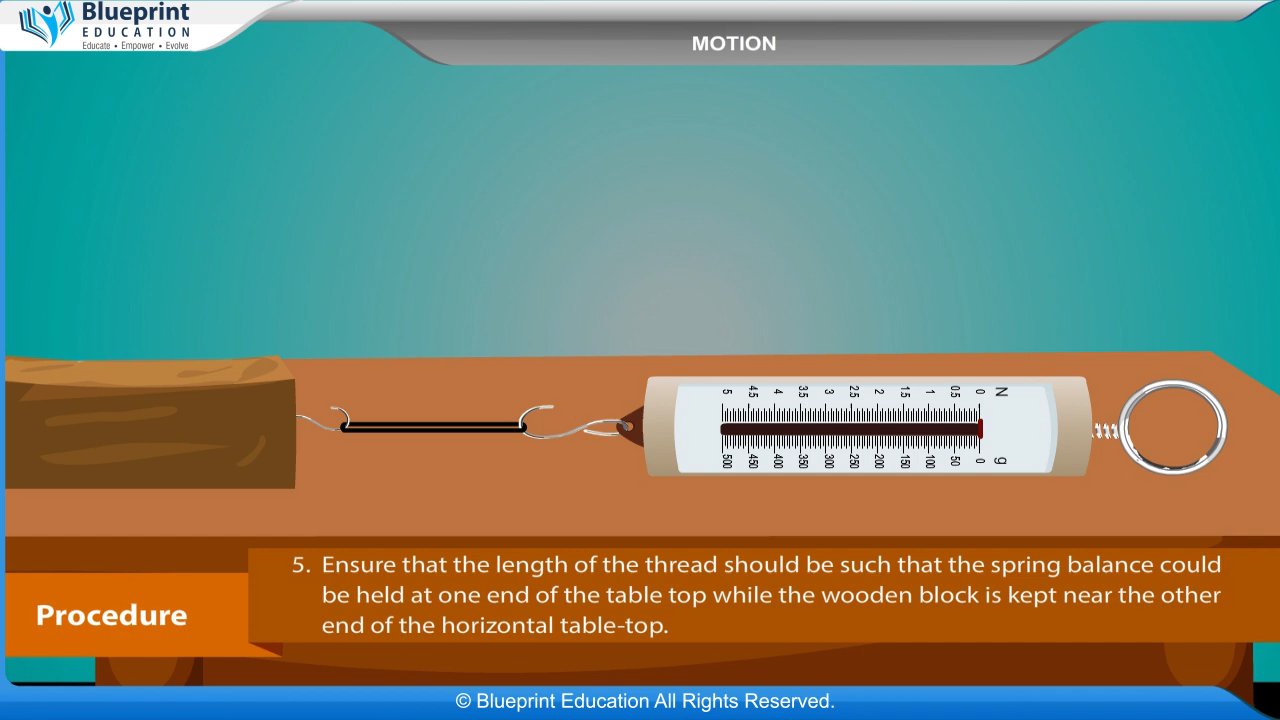 Blueprint
EDUCATION
Educate • Empower • Evolve
MOTION
5 4.5 4 3.5 3 2.5 2 1.5 1 0.5 0 N
500 450 400 350 300 250 200 150 100 50 0 g
5. Ensure that the length of the thread should be such that the spring balance could
be held at one end of the table top while the wooden block is kept near the other
end of the horizontal table-top.
Procedure
© Blueprint Education All Rights Reserved.